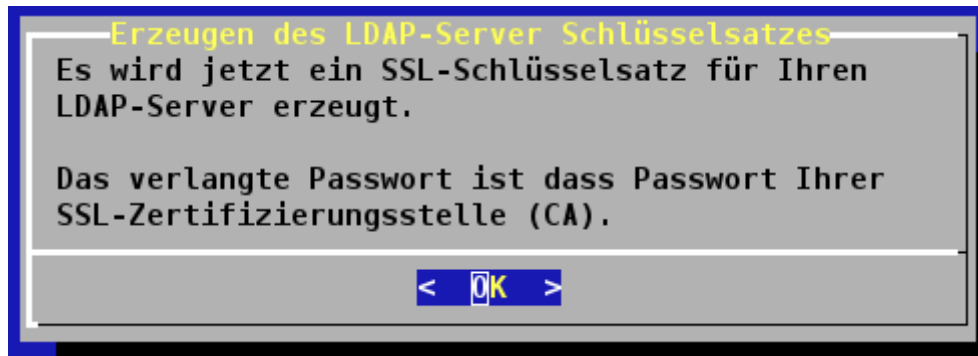 Erzeugen des LDAP-Server Schlüsselsatzes
Es wird jetzt ein SSL-Schlüsselsatz für Ihren
LDAP-Server erzeugt.
Das verlangte Passwort ist dass Passwort Ihrer
SSL-Zertifizierungsstelle (CA).
< OK >